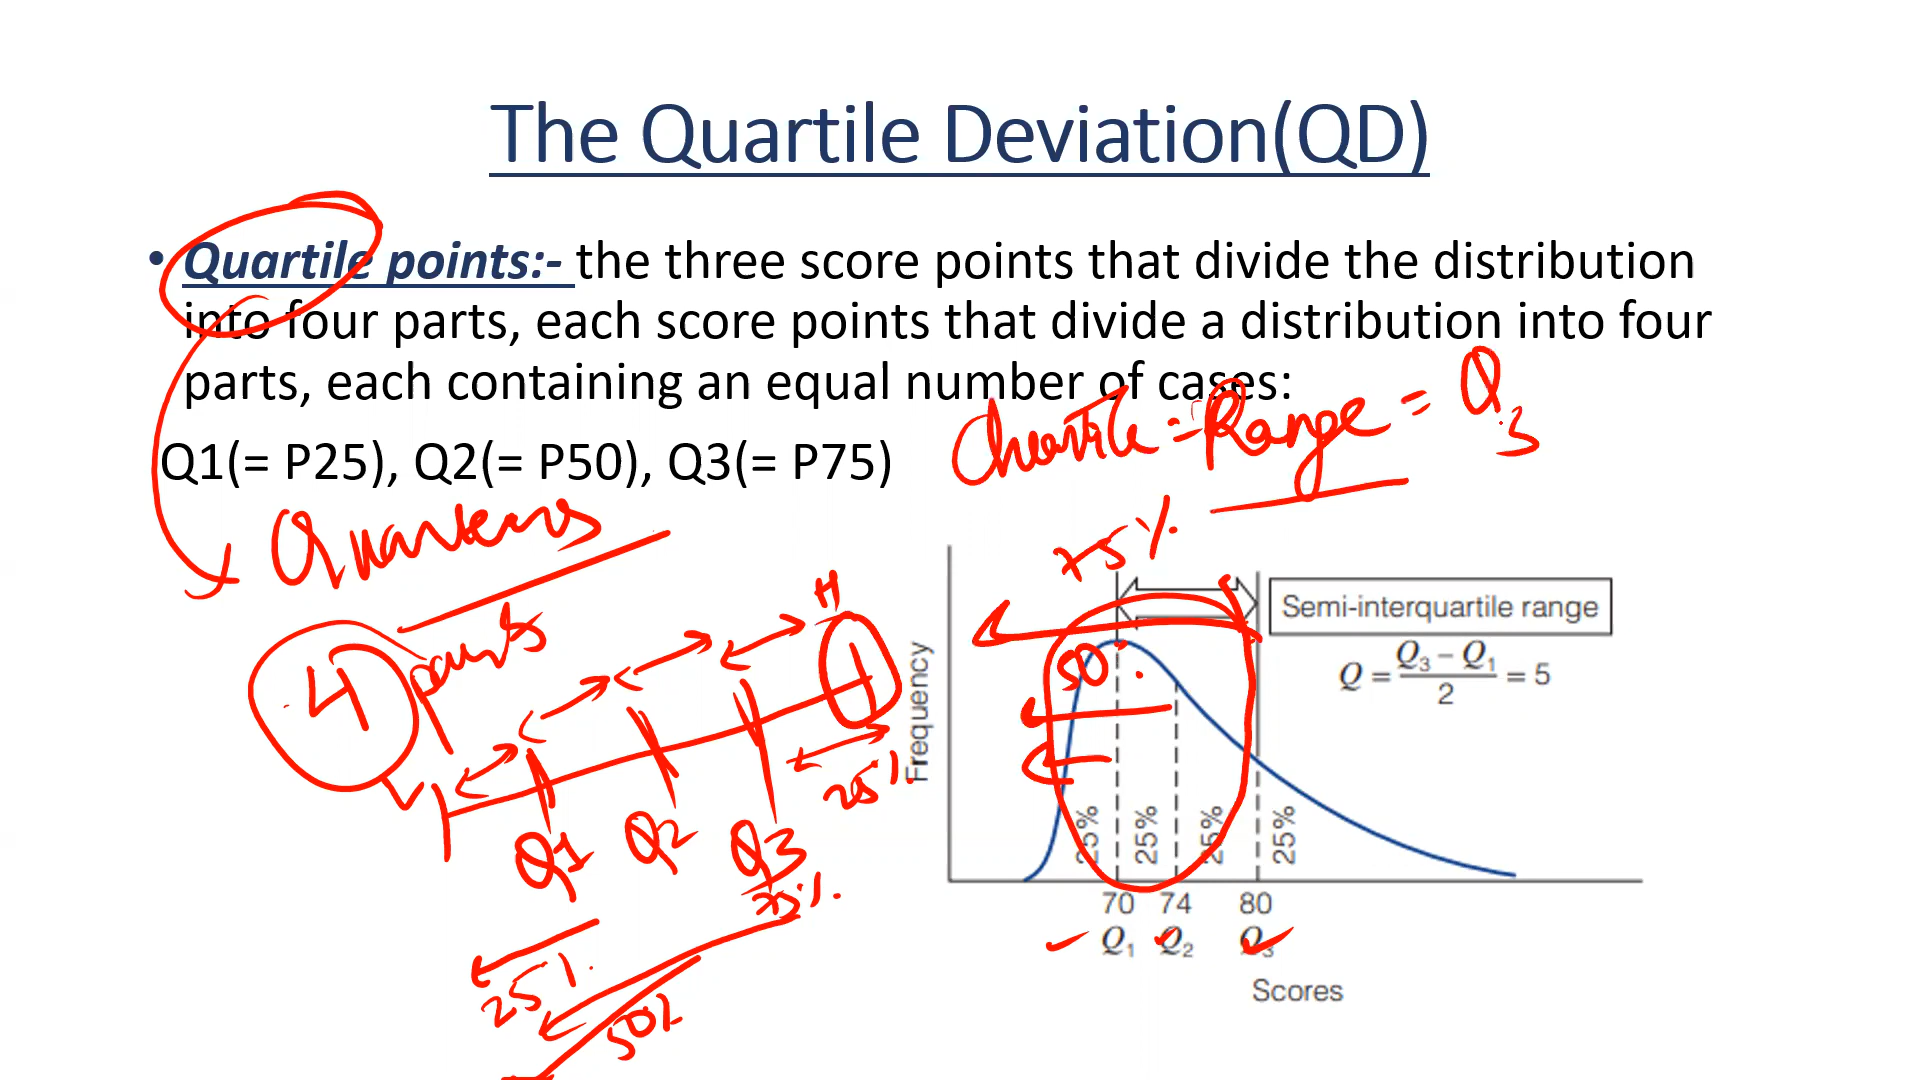 The Quartile Deviation(QD)
• Quartile points:- the three score points that divide the distribution
into four parts, each score points that divide a distribution into four
parts, each containing an equal number of cases:
Q1(= P25), Q2(= P50), Q3(= P75)
Range = Q3
Quarters
4 parts
H
Q1
Q2
Q3
75%
25%
25%
50%
75%
50%
Semi-interquartile range
Q = Q3 − Q1 / 2 = 5
Frequency
25% 25% 25% 25%
70 74 80
Q1 Q2 Q3
Scores